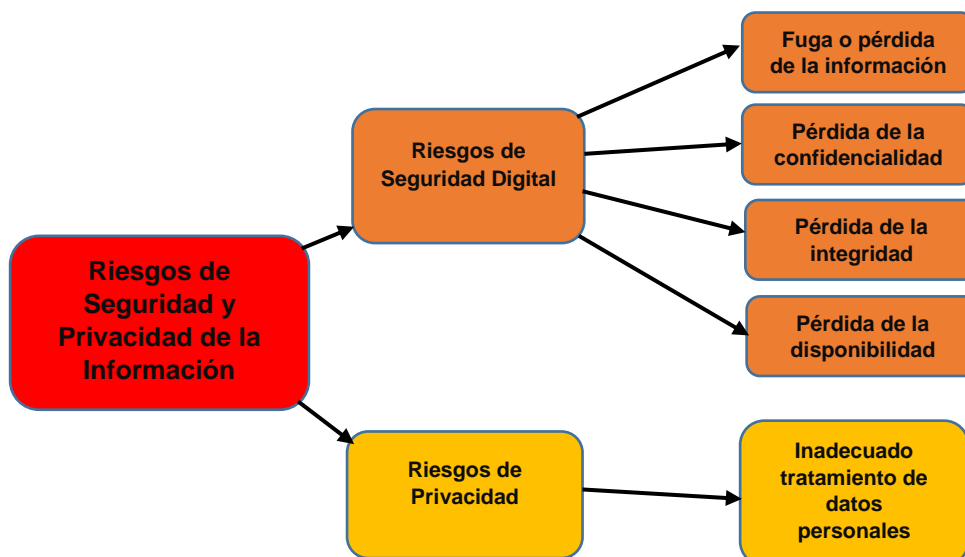 Riesgos de
Seguridad y
Privacidad de la
Información
Riesgos de
Seguridad Digital
Fuga o pérdida
de la información
Pérdida de la
confidencialidad
Pérdida de la
integridad
Pérdida de la
disponibilidad
Riesgos de
Privacidad
Inadecuado
tratamiento de
datos
personales